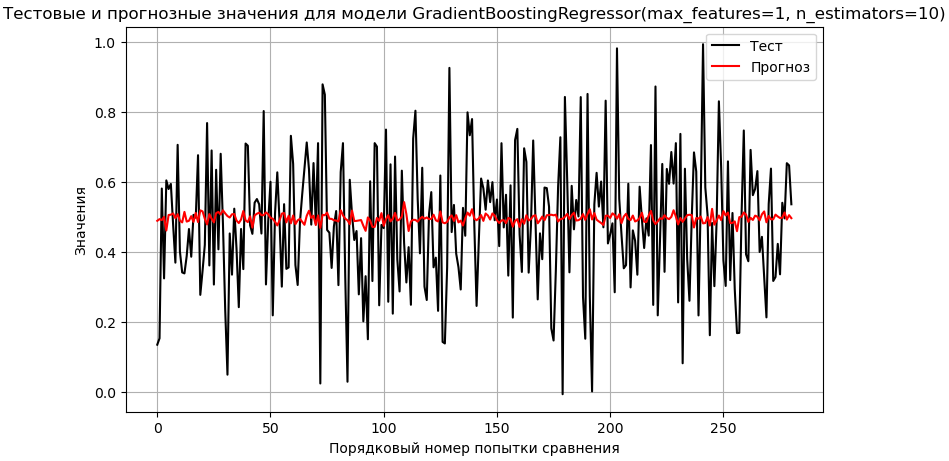 Тестовые и прогнозные значения для модели GradientBoostingRegressor(max_features=1, n_estimators=10)
Тест
Прогноз
Значения
1.0
0.8
0.6
0.4
0.2
0.0
0 50 100 150 200 250
Порядковый номер попытки сравнения